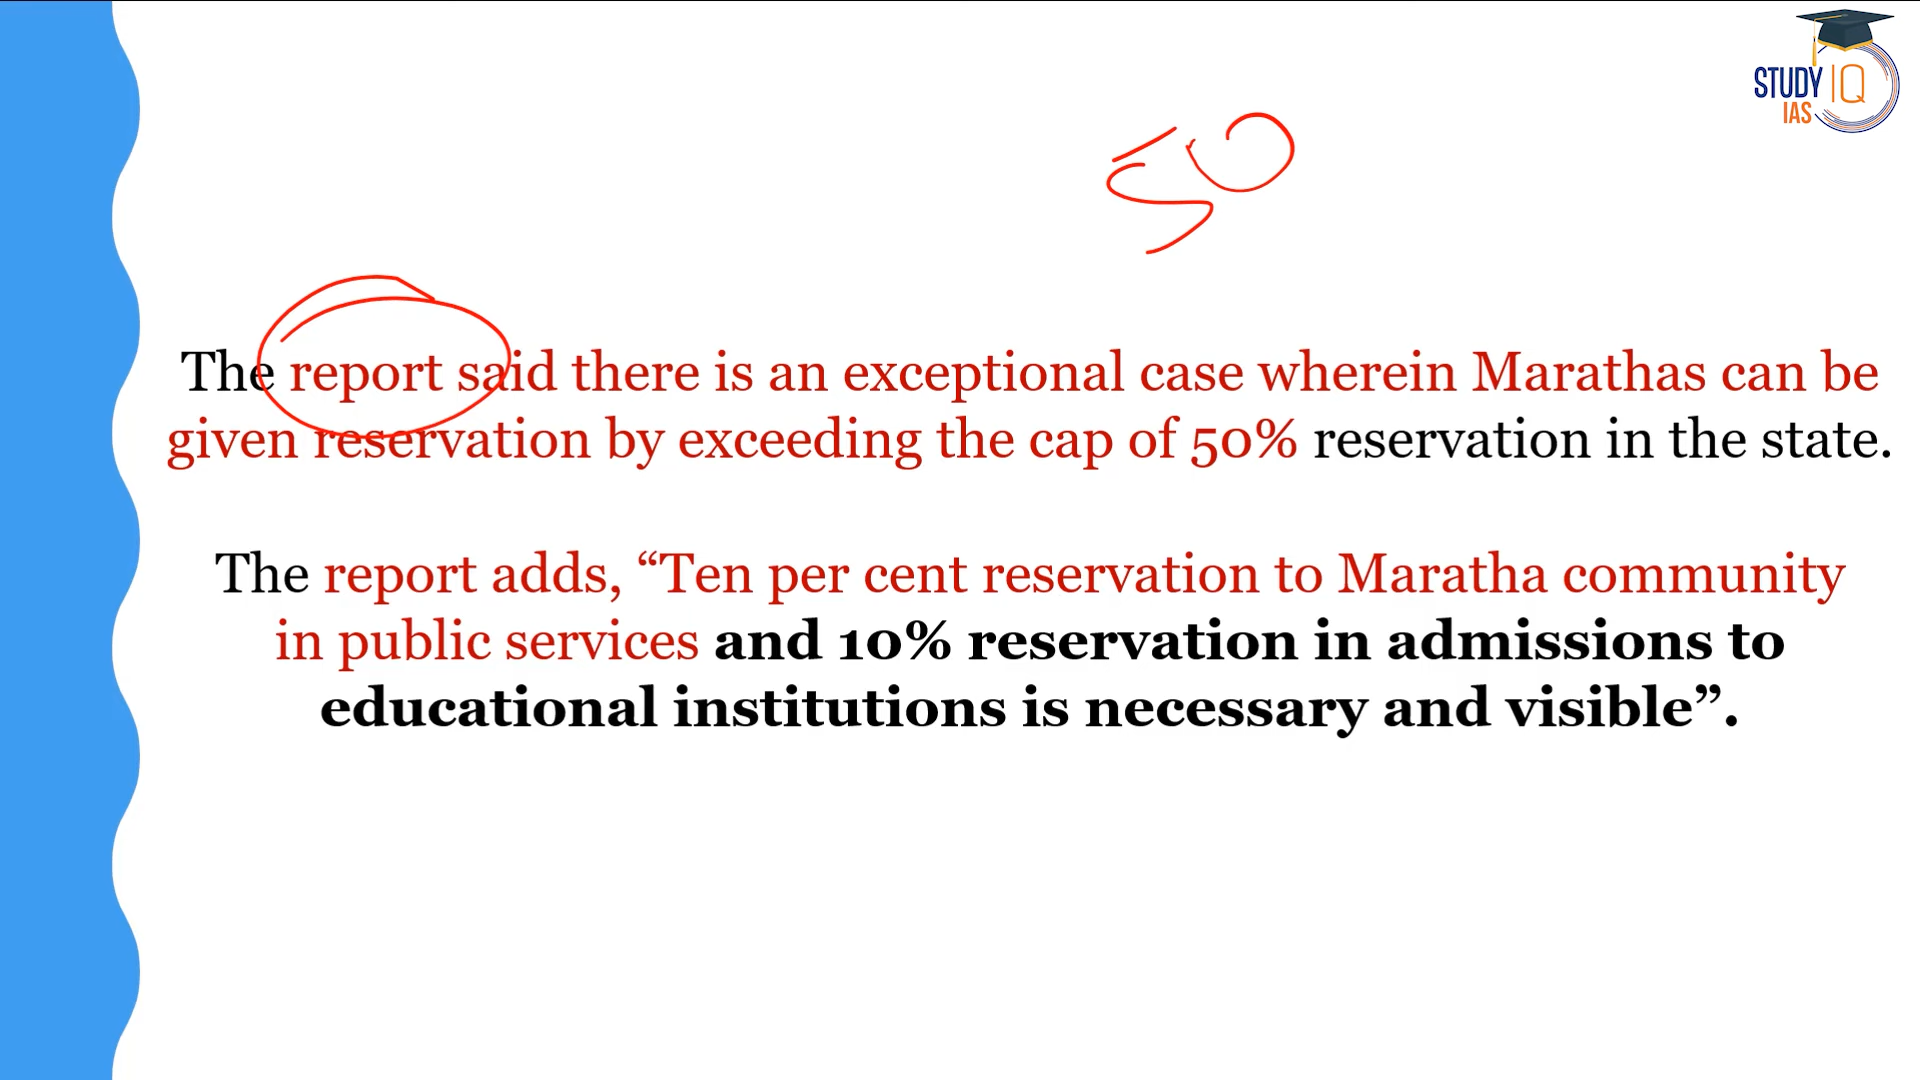 STUDY IQ
IAS
50
The report said there is an exceptional case wherein Marathas can be
given reservation by exceeding the cap of 50% reservation in the state.
The report adds, “Ten per cent reservation to Maratha community
in public services and 10% reservation in admissions to
educational institutions is necessary and visible”.